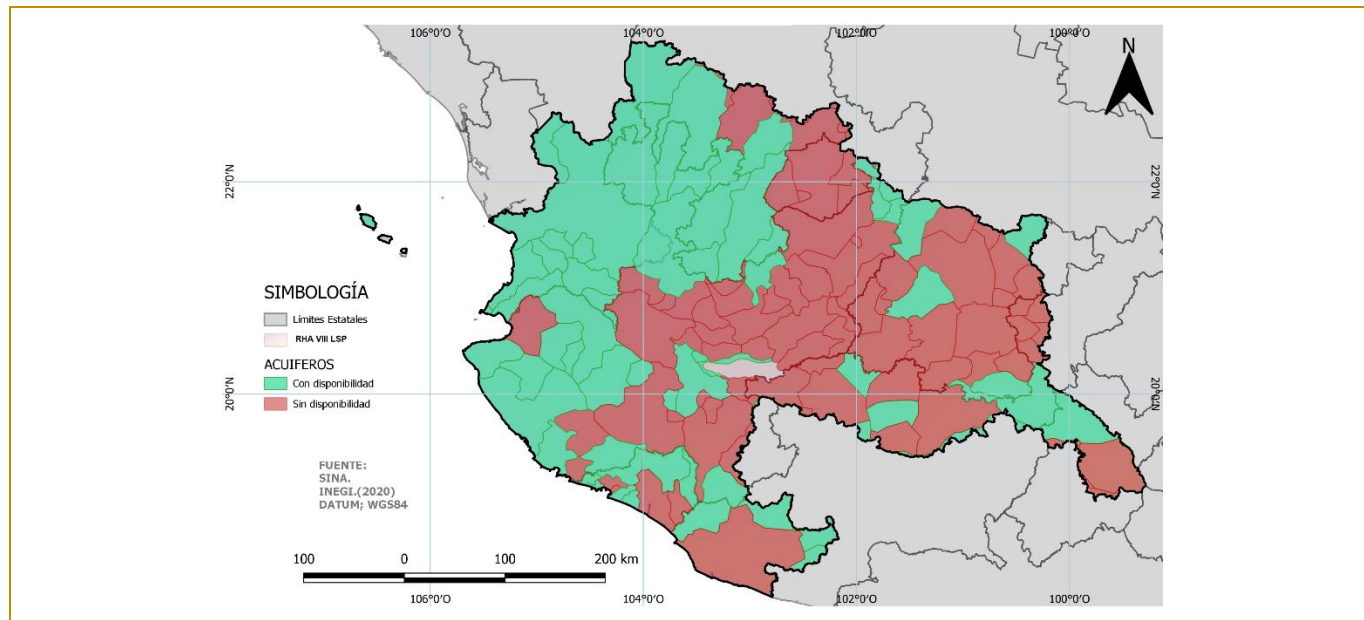 106°0'O 104°0'O 102°0'O 100°0'O
N
22°0'N 22°0'N
SIMBOLOGÍA
Límites Estatales
RHA VIII LSP
ACUIFEROS
Con disponibilidad
Sin disponibilidad
20°0'N 20°0'N
FUENTE:
SINA.
INEGI.(2020)
DATUM; WGS84
100 0 100 200 km
106°0'O 104°0'O 102°0'O 100°0'O